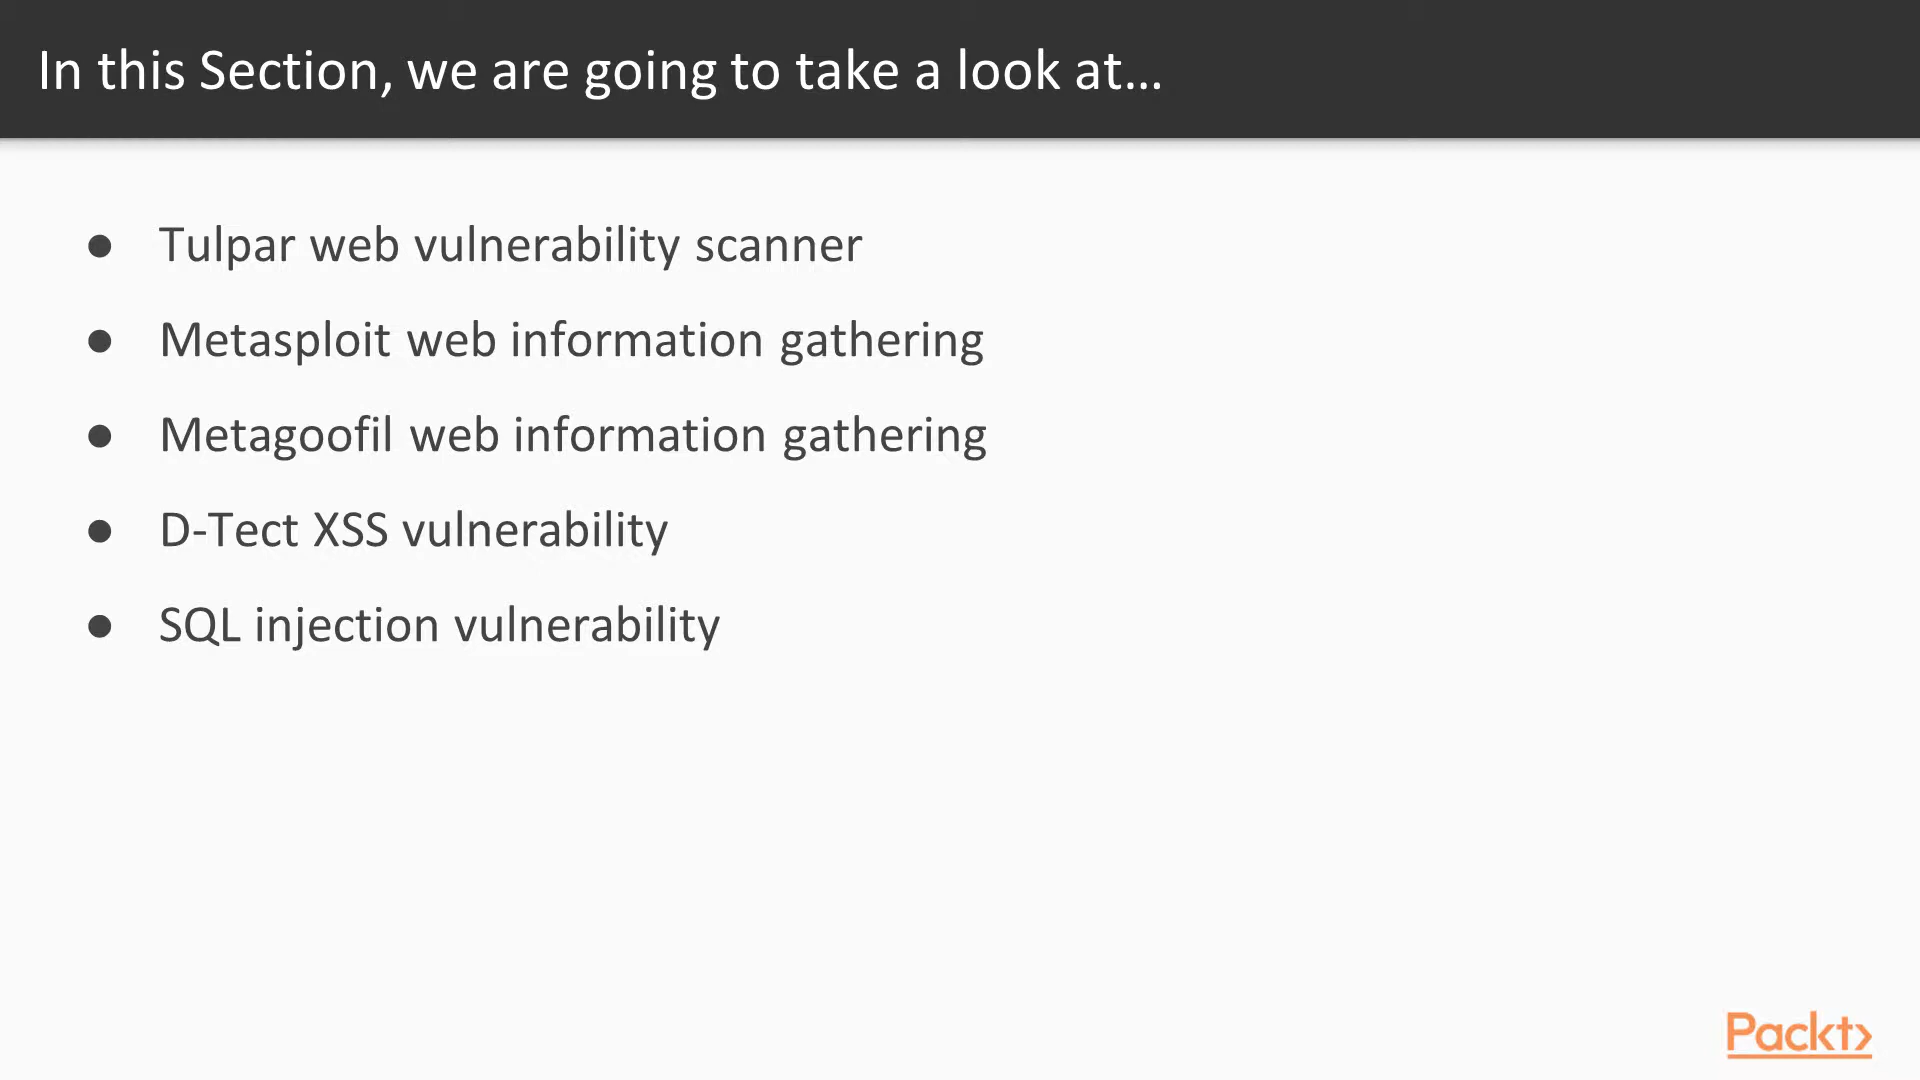 In this Section, we are going to take a look at…
● Tulpar web vulnerability scanner
● Metasploit web information gathering
● Metagoofil web information gathering
● D-Tect XSS vulnerability
● SQL injection vulnerability
Packt>